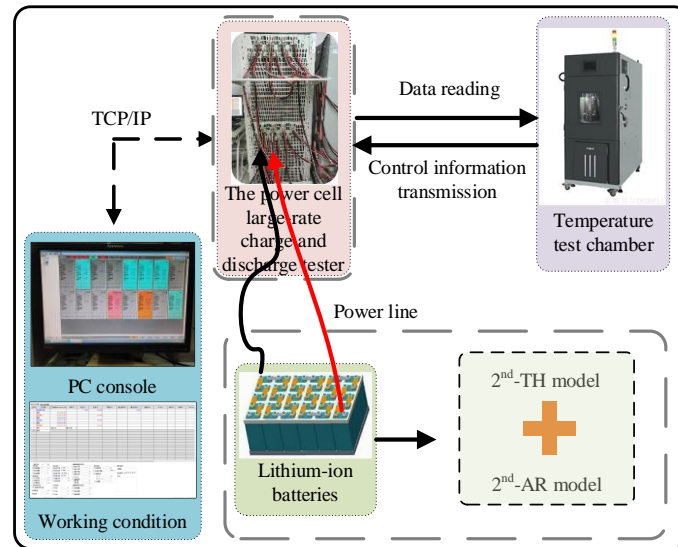 TCP/IP
The power cell
large-rate
charge and
discharge tester
Data reading
Control information
transmission
Temperature
test chamber
Power line
PC console
Working condition
Lithium-ion
batteries
2nd-TH model
2nd-AR model